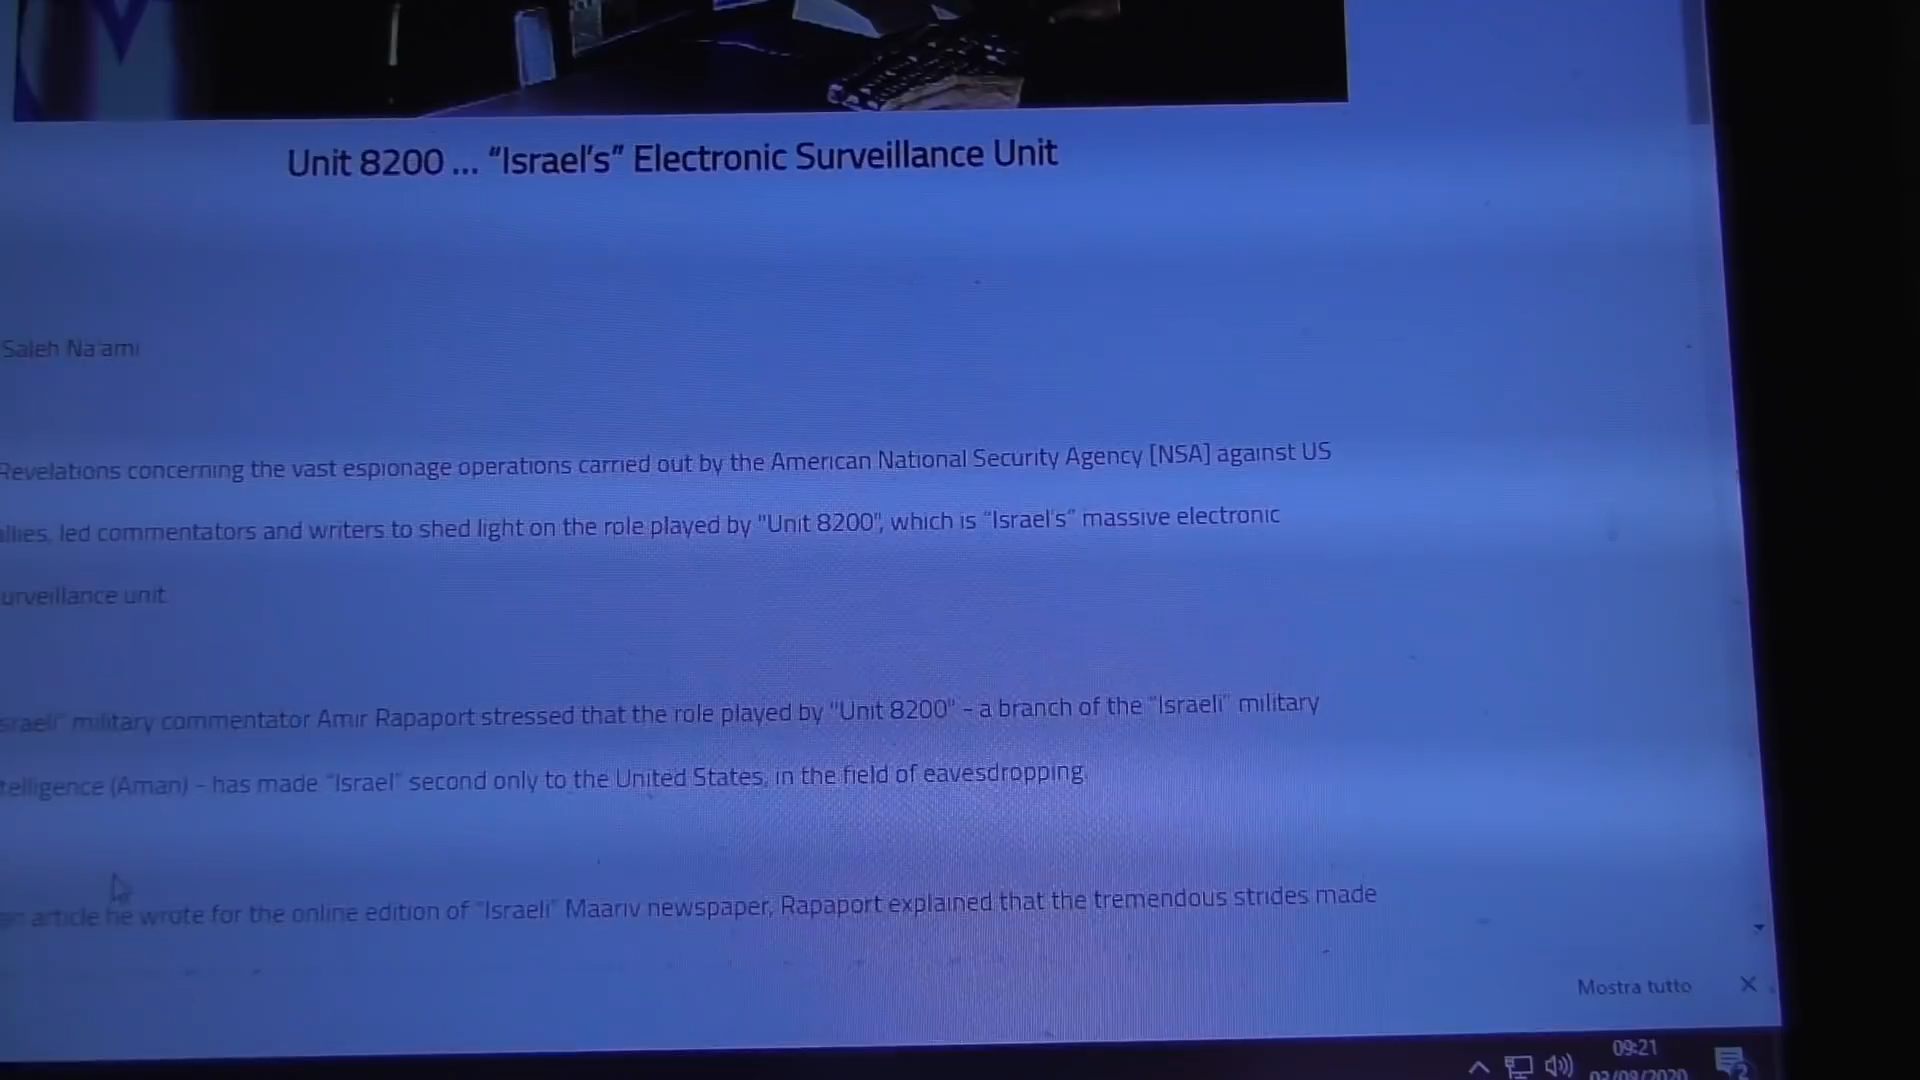 Unit 8200 ... “Israel’s” Electronic Surveillance Unit
Saleh Na'ami
Revelations concerning the vast espionage operations carried out by the American National Security Agency [NSA] against US
allies, led commentators and writers to shed light on the role played by "Unit 8200", which is “Israel's” massive electronic
urveillance unit
sraeli” military commentator Amir Rapaport stressed that the role played by "Unit 8200" - a branch of the “Israeli” military
telligence (Aman) - has made “Israel” second only to the United States, in the field of eavesdropping.
an article he wrote for the online edition of “Israeli” Maariv newspaper, Rapaport explained that the tremendous strides made
Mostra tutto
09:21
2